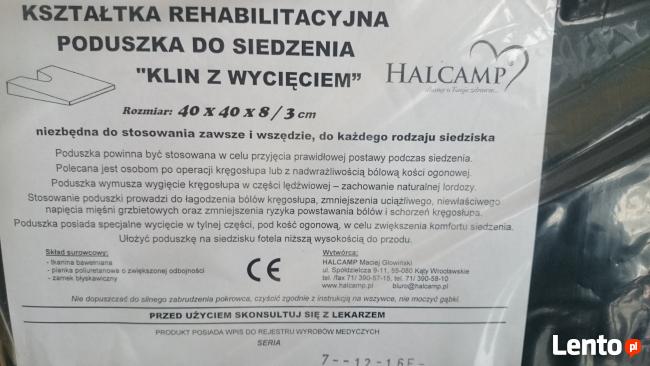 KSZTAŁTKA REHABILITACYJNA
PODUSZKA DO SIEDZENIA
"KLIN Z WYCIĘCIEM"
HALCAMP
Rozmiar: 40 x 40 x 8 / 3 cm
niezbędna do stosowania zawsze i wszędzie, do każdego rodzaju siedziska
Poduszka powinna być stosowana w celu przyjęcia prawidłowej postawy podczas siedzenia.
Polecana jest osobom po operacji kręgosłupa lub z nadwrażliwością bólową kości ogonowej.
Poduszka wymusza wygięcie kręgosłupa w części lędźwiowej – zachowanie naturalnej lordozy.
Stosowanie poduszki prowadzi do łagodzenia bólów kręgosłupa, zmniejszenia uciążliwego, niewłaściwego
napięcia mięśni grzbietowych oraz zmniejszenia ryzyka powstawania bólów i schorzeń kręgosłupa.
Poduszka posiada specjalne wycięcie w tylnej części, pod kość ogonową, w celu zwiększenia komfortu siedzenia.
Ułożyć poduszkę na siedzisku fotela niższą wysokością do przodu.
Skład surowcowy:
- tkanina bawełniana
- pianka poliuretanowa o zwiększonej odbojności
- zamek błyskawiczny
CE
Wytwórca:
HALCAMP Maciej Głowiński
ul. Spółdzielcza 9-11, 55-080 Kąty Wrocławskie
tel. /fax 71/ 390-57-15, tel. 71/ 391-58-10
www.halcamp.pl biuro@halcamp.pl
Nie dopuszczać do silnego zabrudzenia pokrowca, czyścić zgodnie z instrukcją na wszywce, nie moczyć gąbki.
PRZED UŻYCIEM SKONSULTUJ SIĘ Z LEKARZEM
PRODUKT POSIADA WPIS DO REJESTRU WYROBÓW MEDYCZNYCH
SERIA
7--12-16F-
Lento pl